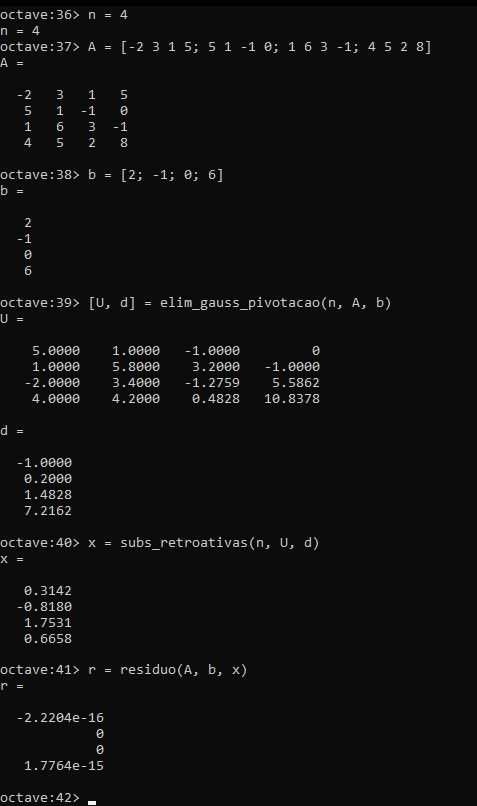 octave:36> n = 4
n = 4
octave:37> A = [-2 3 1 5; 5 1 -1 0; 1 6 3 -1; 4 5 2 8]
A =
-2 3 1 5
5 1 -1 0
1 6 3 -1
4 5 2 8
octave:38> b = [2; -1; 0; 6]
b =
2
-1
0
6
octave:39> [U, d] = elim_gauss_pivotacao(n, A, b)
U =
5.0000 1.0000 -1.0000 0
1.0000 5.8000 3.2000 -1.0000
-2.0000 3.4000 -1.2759 5.5862
4.0000 4.2000 0.4828 10.8378
d =
-1.0000
0.2000
1.4828
7.2162
octave:40> x = subs_retroativas(n, U, d)
x =
0.3142
-0.8180
1.7531
0.6658
octave:41> r = residuo(A, b, x)
r =
-2.2204e-16
0
0
1.7764e-15
octave:42>